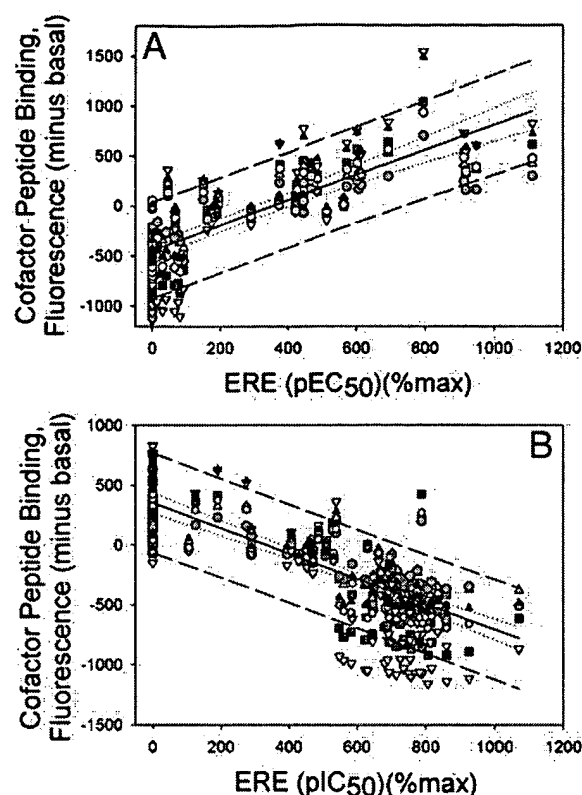 A
Cofactor Peptide Binding,
Fluorescence (minus basal)
1500
1000
500
0
-500
-1000
0 200 400 600 800 1000 1200
ERE (pEC50)(%max)
B
Cofactor Peptide Binding,
Fluorescence (minus basal)
1000
500
0
-500
-1000
-1500
0 200 400 600 800 1000 1200
ERE (pIC50)(%max)